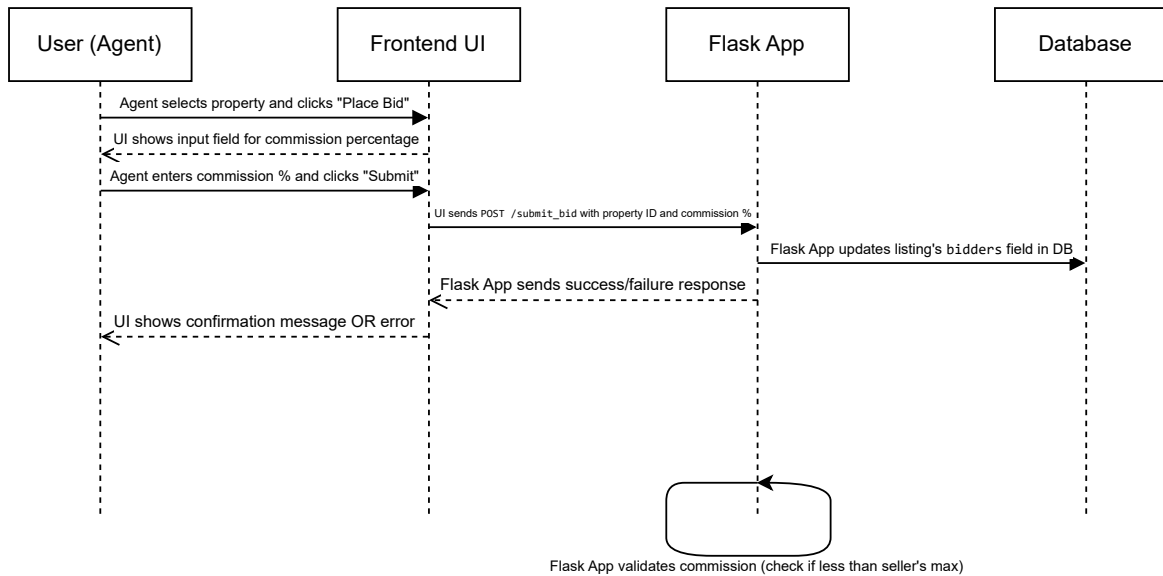 User (Agent)
Frontend UI
Flask App
Database
Agent selects property and clicks "Place Bid"
UI shows input field for commission percentage
Agent enters commission % and clicks "Submit"
UI sends POST /submit_bid with property ID and commission %
Flask App updates listing's bidders field in DB
Flask App sends success/failure response
UI shows confirmation message OR error
Flask App validates commission (check if less than seller's max)